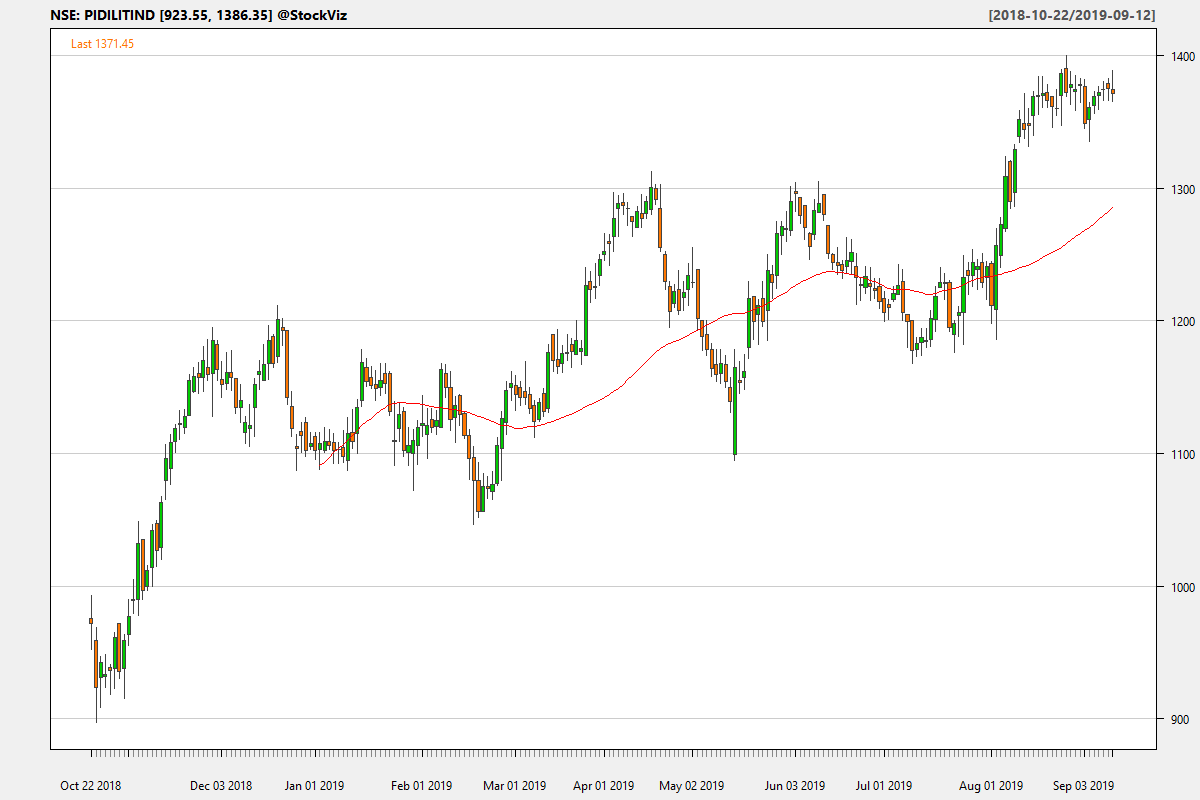 NSE: PIDILITIND [923.55, 1386.35] @StockViz [2018-10-22/2019-09-12]
Last 1371.45
1400
1300
1200
1100
1000
900
Oct 22 2018 Dec 03 2018 Jan 01 2019 Feb 01 2019 Mar 01 2019 Apr 01 2019 May 02 2019 Jun 03 2019 Jul 01 2019 Aug 01 2019 Sep 03 2019